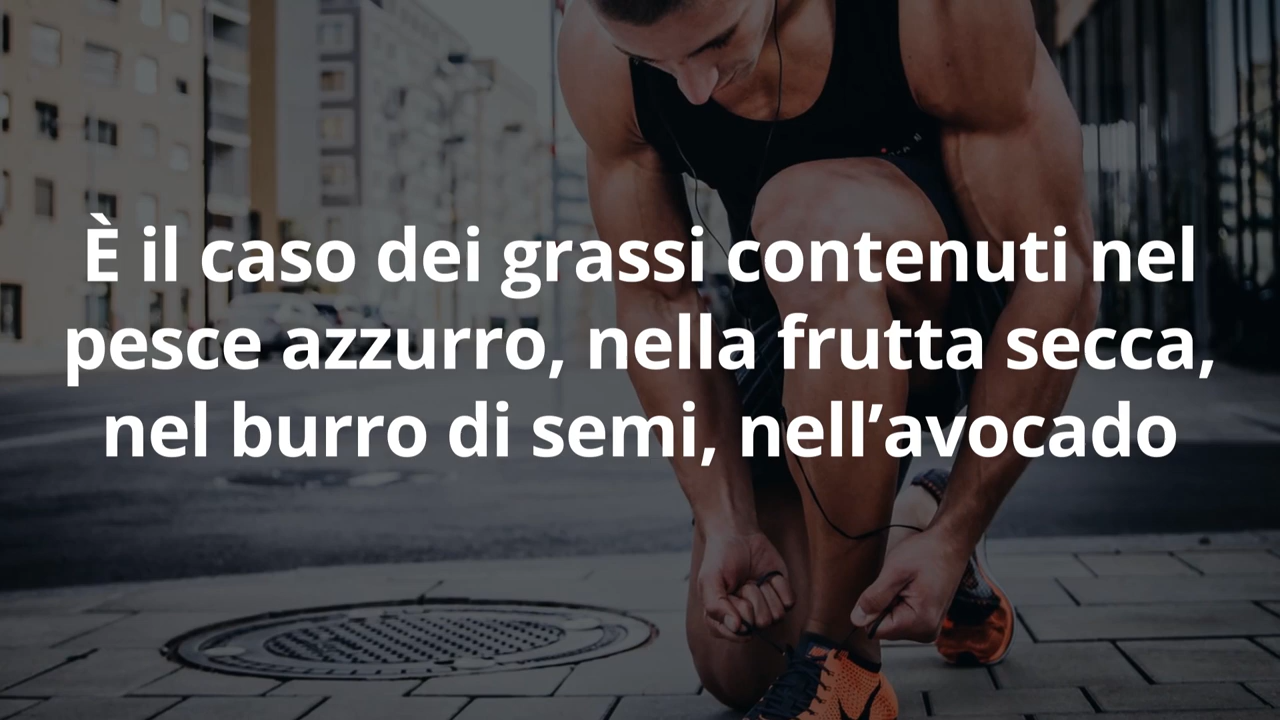 È il caso dei grassi contenuti nel
pesce azzurro, nella frutta secca,
nel burro di semi, nell’avocado